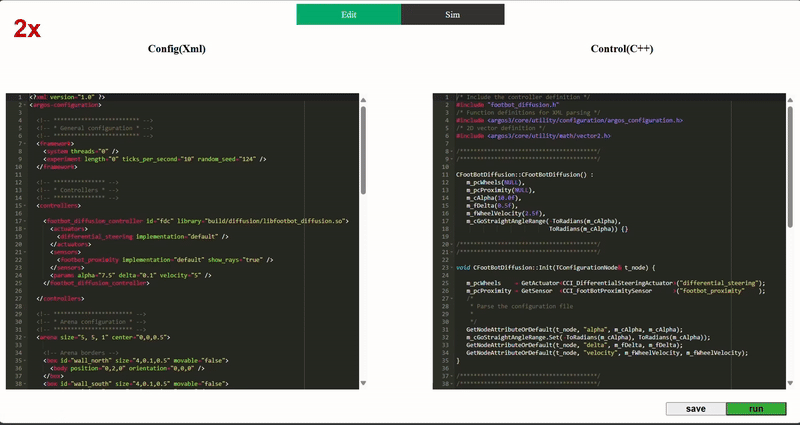 2x
Edit
Sim
Config(Xml)
Control(C++)
1 <?xml version="1.0" ?>
2 <argos-configuration>
3
4 <!-- ************************* -->
5 <!-- * General configuration * -->
6 <!-- ************************* -->
7 <framework>
8 <system threads="0" />
9 <experiment length="0" ticks_per_second="10" random_seed="124" />
10 </framework>
11
12 <!-- *************** -->
13 <!-- * Controllers * -->
14 <!-- *************** -->
15 <controllers>
16
17 <footbot_diffusion_controller id="fdc" library="build/diffusion/libfootbot_diffusion.so">
18 <actuators>
19 <differential_steering implementation="default" />
20 </actuators>
21 <sensors>
22 <footbot_proximity implementation="default" show_rays="true" />
23 </sensors>
24 <params alpha="7.5" delta="0.1" velocity="5" />
25 </footbot_diffusion_controller>
26
27 </controllers>
28
29 <!-- *********************** -->
30 <!-- * Arena configuration * -->
31 <!-- *********************** -->
32 <arena size="5, 5, 1" center="0,0,0.5">
33
34 <!-- Arena borders -->
35 <box id="wall_north" size="4,0.1,0.5" movable="false">
36 <body position="0,2,0" orientation="0,0,0" />
37 </box>
38 <box id="wall_south" size="4,0.1,0.5" movable="false">
1 /* Include the controller definition */
2 #include "footbot_diffusion.h"
3 /* Function definitions for XML parsing */
4 #include <argos3/core/utility/configuration/argos_configuration.h>
5 /* 2D vector definition */
6 #include <argos3/core/utility/math/vector2.h>
7
8 /****************************************/
9 /****************************************/
10
11 CFootBotDiffusion::CFootBotDiffusion() :
12 m_pcWheels(NULL),
13 m_pcProximity(NULL),
14 m_cAlpha(10.0f),
15 m_fDelta(0.5f),
16 m_fWheelVelocity(2.5f),
17 m_cGoStraightAngleRange(-ToRadians(m_cAlpha),
18 ToRadians(m_cAlpha)) {}
19
20 /****************************************/
21 /****************************************/
22
23 void CFootBotDiffusion::Init(TConfigurationNode& t_node) {
24
25 m_pcWheels = GetActuator<CCI_DifferentialSteeringActuator>("differential_steering");
26 m_pcProximity = GetSensor <CCI_FootBotProximitySensor >("footbot_proximity" );
27 /*
28 * Parse the configuration file
29 *
30 */
31 GetNodeAttributeOrDefault(t_node, "alpha", m_cAlpha, m_cAlpha);
32 m_cGoStraightAngleRange.Set(-ToRadians(m_cAlpha), ToRadians(m_cAlpha));
33 GetNodeAttributeOrDefault(t_node, "delta", m_fDelta, m_fDelta);
34 GetNodeAttributeOrDefault(t_node, "velocity", m_fWheelVelocity, m_fWheelVelocity);
35 }
36
37 /****************************************/
38 /****************************************/
save
run